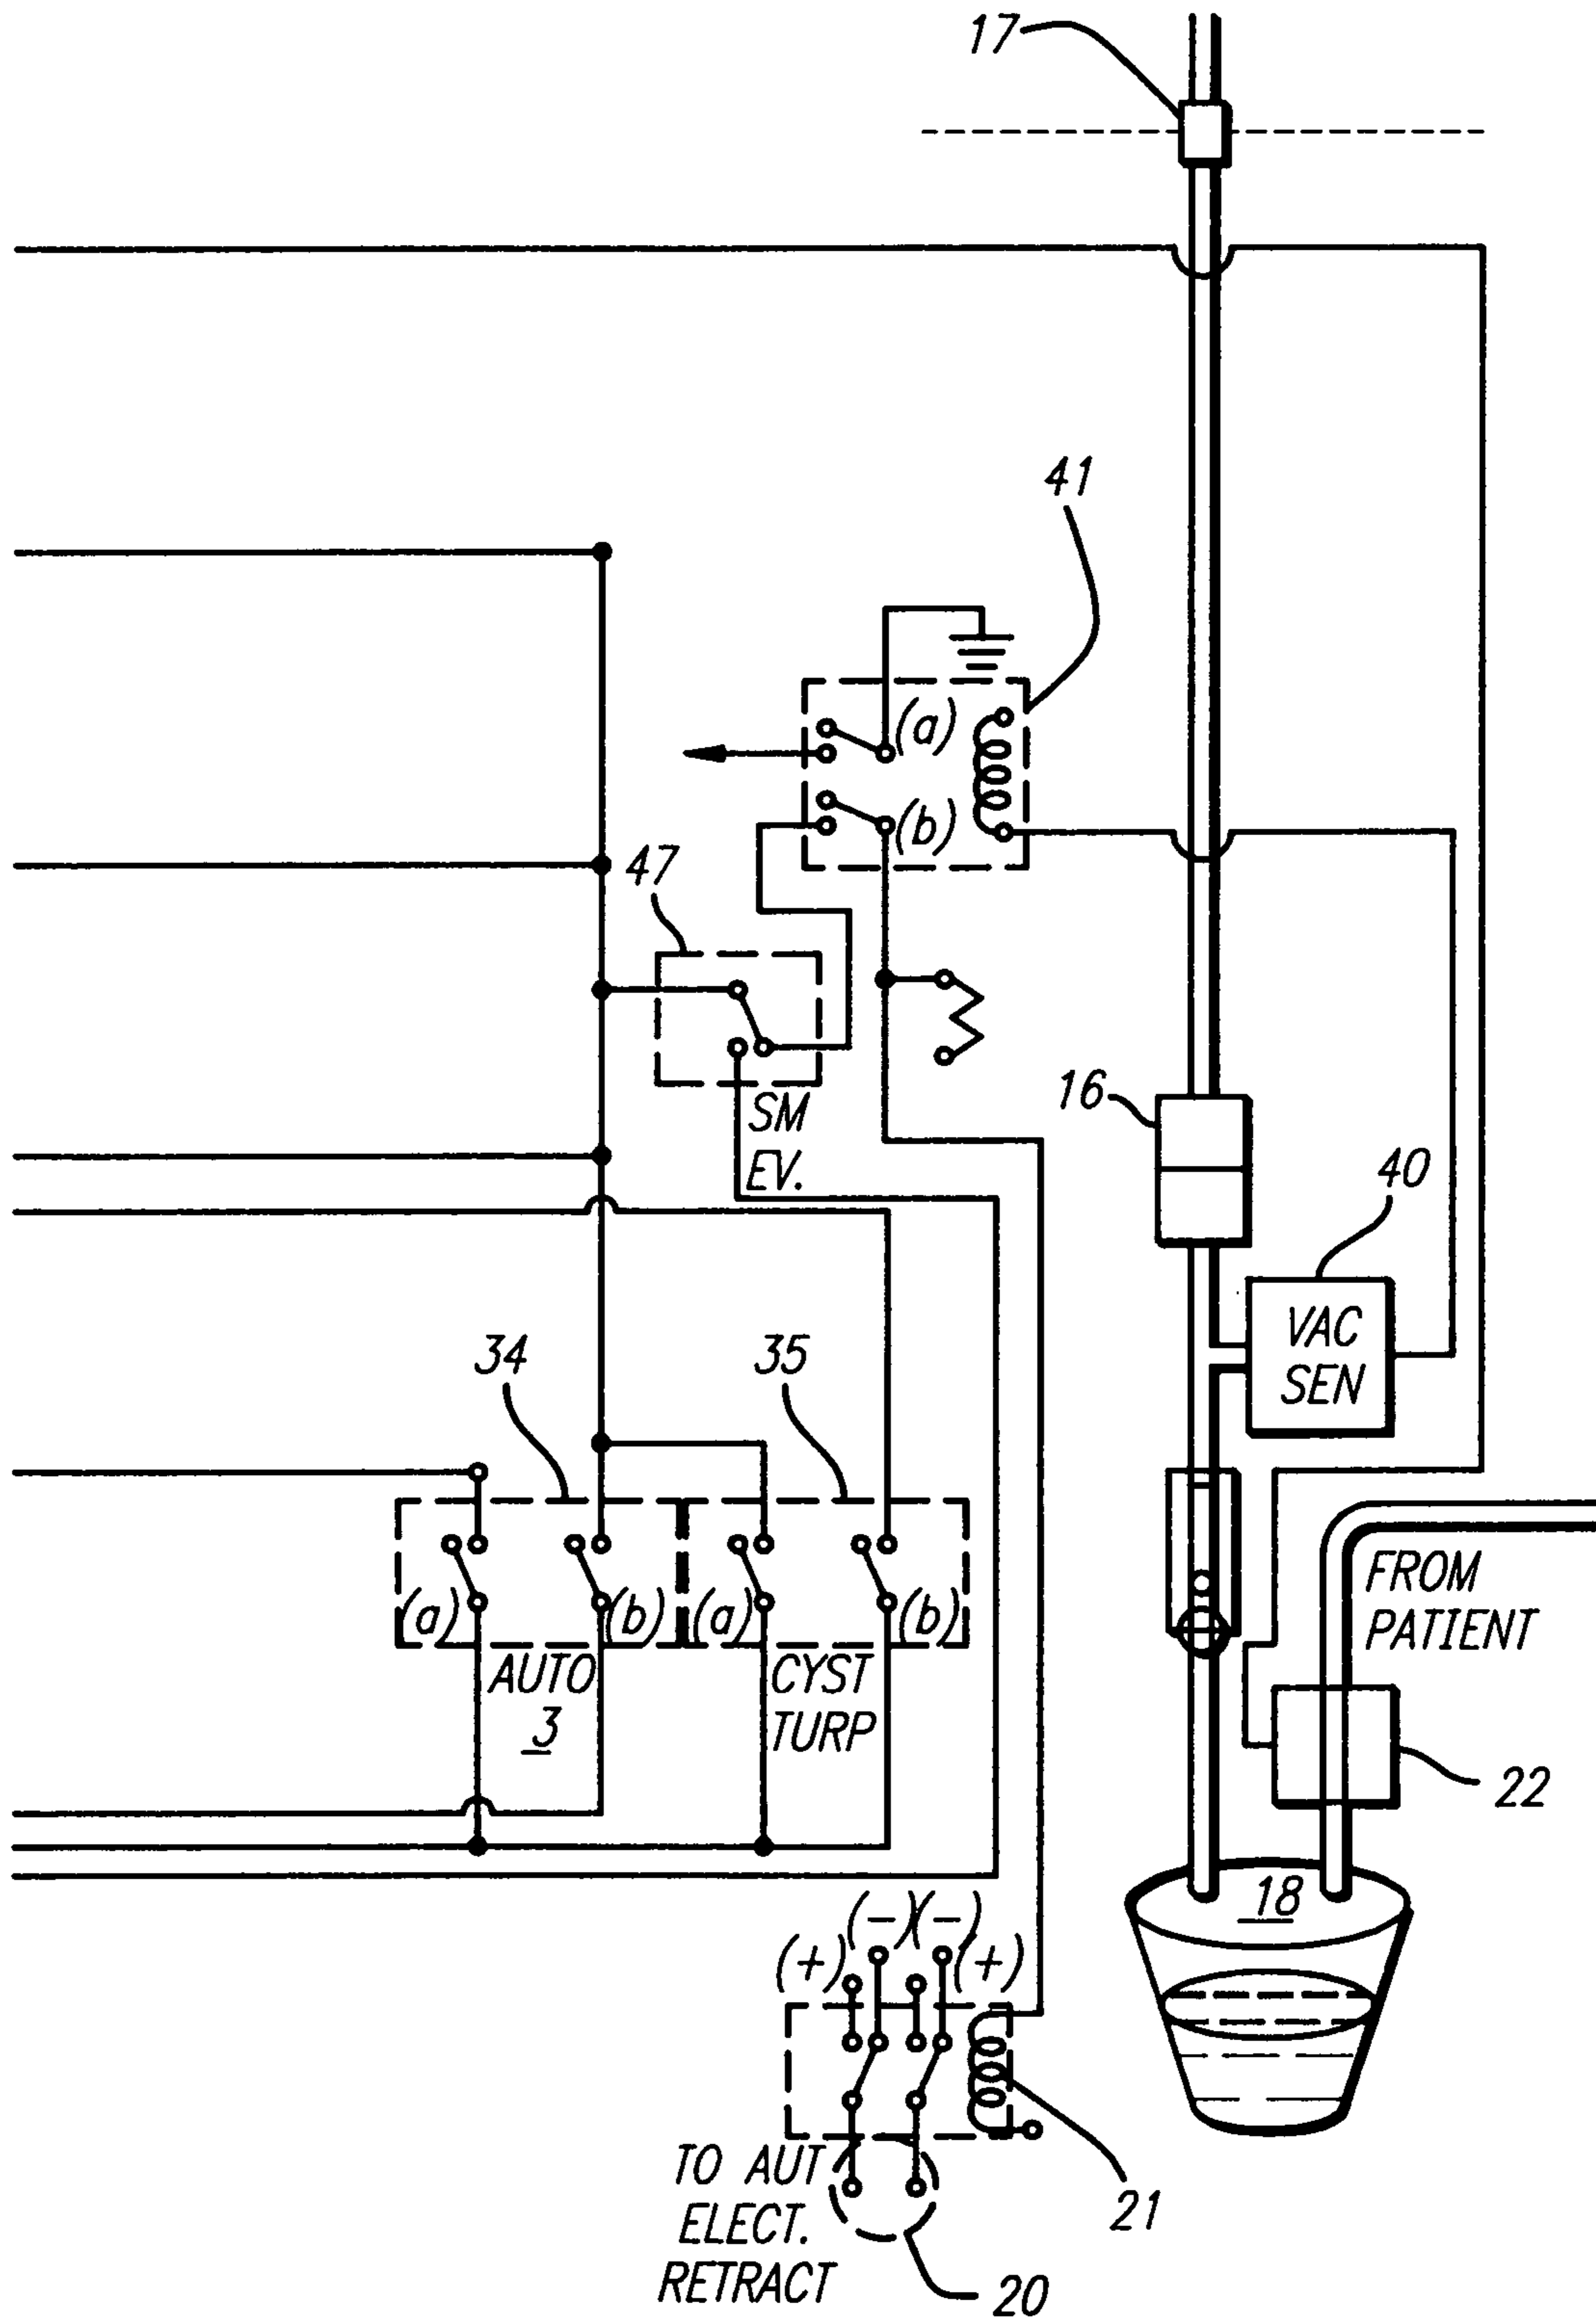 17
41
(a)
(b)
47
SM
EV.
16
40
VAC
SEN
34
35
(a)
(b)
(a)
(b)
AUTO
3
CYST
TURP
FROM
PATIENT
22
18
(+)
(-)
(-)
(+)
TO AUT
ELECT.
RETRACT
21
20